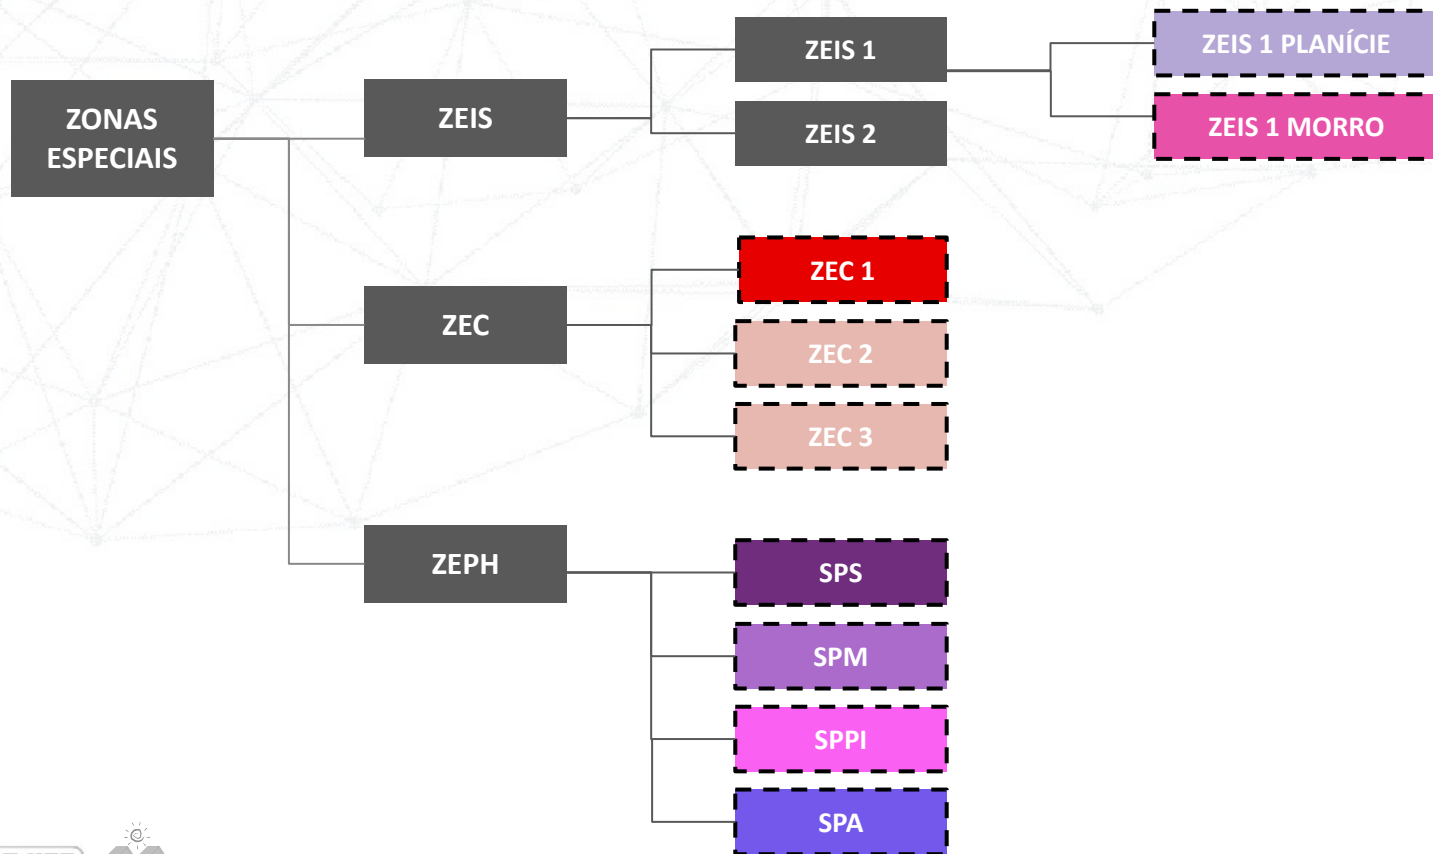 ZONAS
ESPECIAIS
ZEIS
ZEIS 1
ZEIS 2
ZEIS 1 PLANÍCIE
ZEIS 1 MORRO
ZEC
ZEC 1
ZEC 2
ZEC 3
ZEPH
SPS
SPM
SPPI
SPA